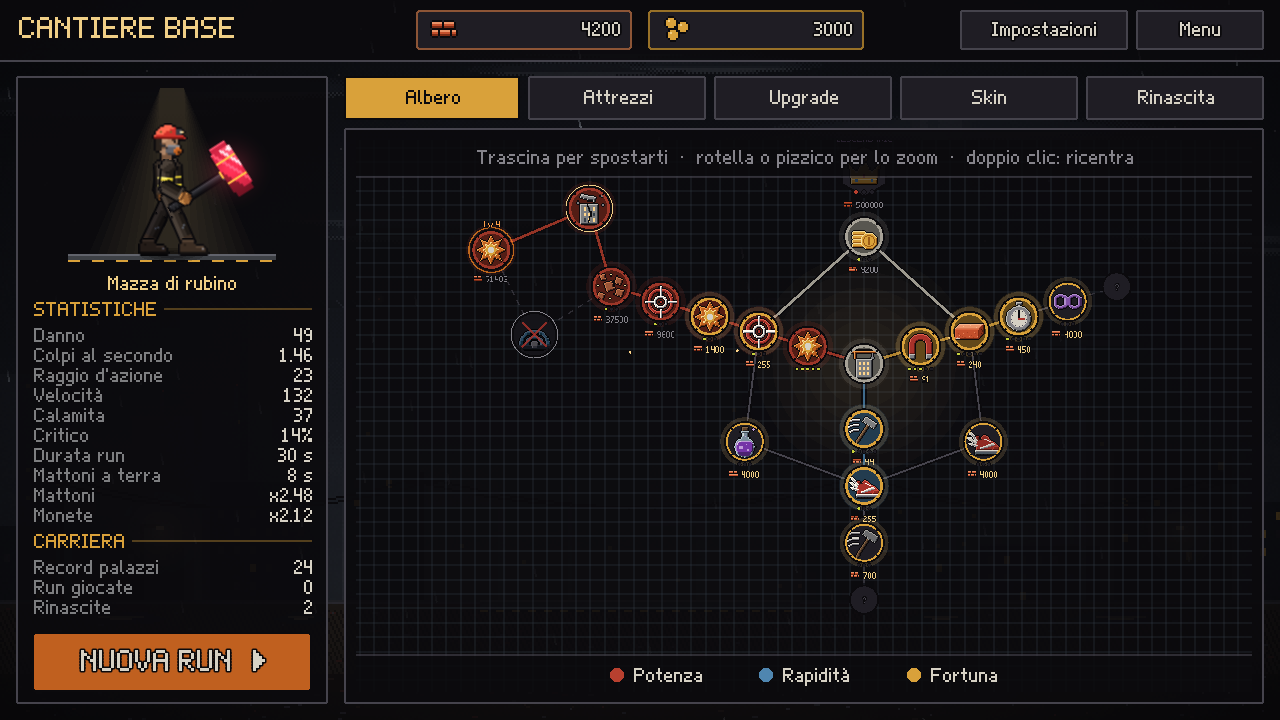 CANTIERE BASE
4200
3000
Impostazioni
Menu
Albero
Attrezzi
Upgrade
Skin
Rinascita
Mazza di rubino
STATISTICHE
Danno 49
Colpi al secondo 1.46
Raggio d'azione 23
Velocità 132
Calamita 37
Critico 14%
Durata run 30 s
Mattoni a terra 8 s
Mattoni x2.48
Monete x2.12
CARRIERA
Record palazzi 24
Run giocate 0
Rinascite 2
NUOVA RUN
Trascina per spostarti · rotella o pizzico per lo zoom · doppio clic: ricentra
500000
9200
37500
9800
1400
255
240
450
4000
4000
44
255
700
Potenza
Rapidità
Fortuna